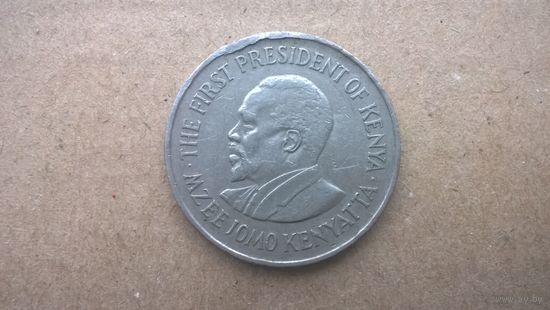 · THE FIRST PRESIDENT OF KENYA ·
MZEE JOMO KENYATTA